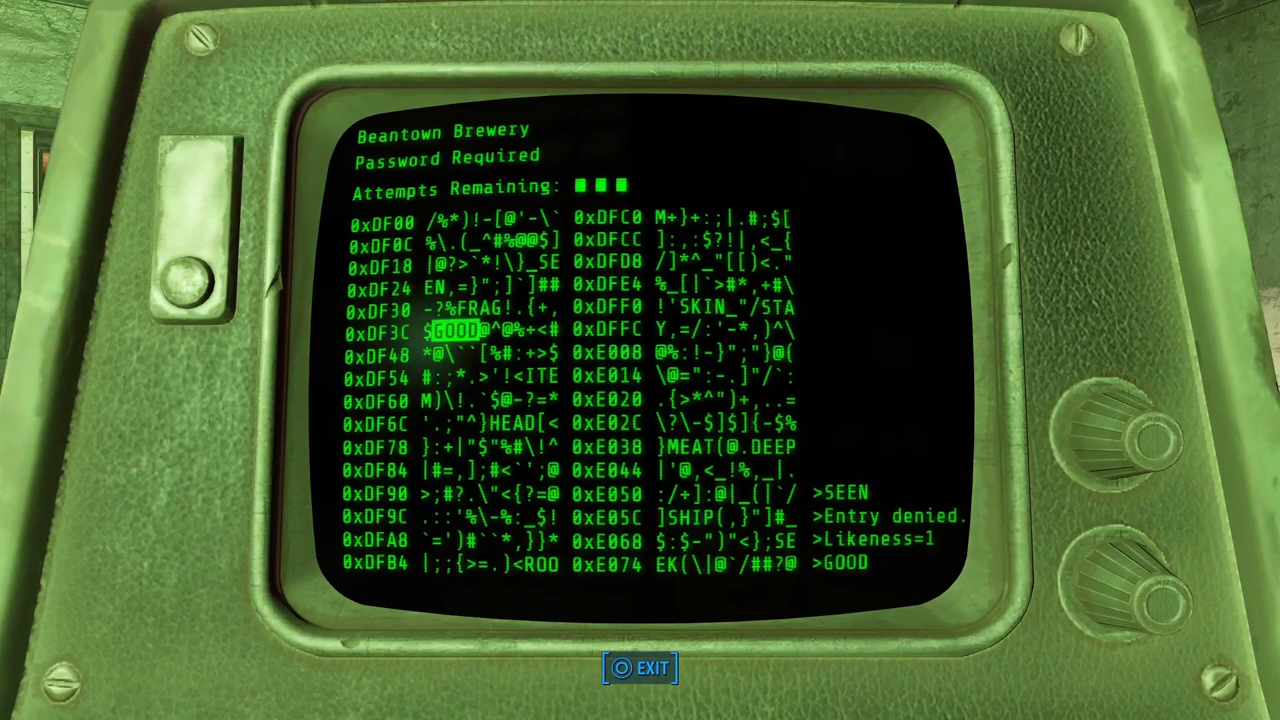 Beantown Brewery
Password Required
Attempts Remaining: ■ ■ ■
0xDF00 /%*)!-[@'-\` 0xDFC0 M+}+:;|.#;$[
0xDF0C %\.(_^#%@@$] 0xDFCC ]:,:$?!|,<_{
0xDF18 |@?>`*!\}_SE 0xDFD8 /]*^_"[[)<."
0xDF24 EN,=}";]`]## 0xDFE4 %_[|`>#*,+#\
0xDF30 -?%FRAG!.{+, 0xDFF0 !'SKIN_"/STA
0xDF3C $GOOD@^@%+<# 0xDFFC Y,=/:'-*,)^\
0xDF48 *@\``[%#:+>$ 0xE008 @%:!-}";"}@(
0xDF54 #:;*.>'!<ITE 0xE014 \@=":-.]"/`:
0xDF60 M)\!.`$@-?=* 0xE020 .{>*^")+,..=
0xDF6C '.;"^}HEAD[< 0xE02C \?\-$]$]{-$%
0xDF78 }:+|"$"%#\!^ 0xE038 }MEAT(@.DEEP
0xDF84 |#=,];#<`';@ 0xE044 |'@,<_!%,_|.
0xDF90 >;#?.\"<{?=@ 0xE050 :/+]:@|_(|`/ >SEEN
0xDF9C .::'%\-%:_$! 0xE05C ]SHIP(,}"]#_ >Entry denied.
0xDFA8 `=')#``*,}}* 0xE068 $:$-")"<};SE >Likeness=1
0xDFB4 |;;{>=.)<ROO 0xE074 EK(\|@`/##?@ >GOOD
EXIT